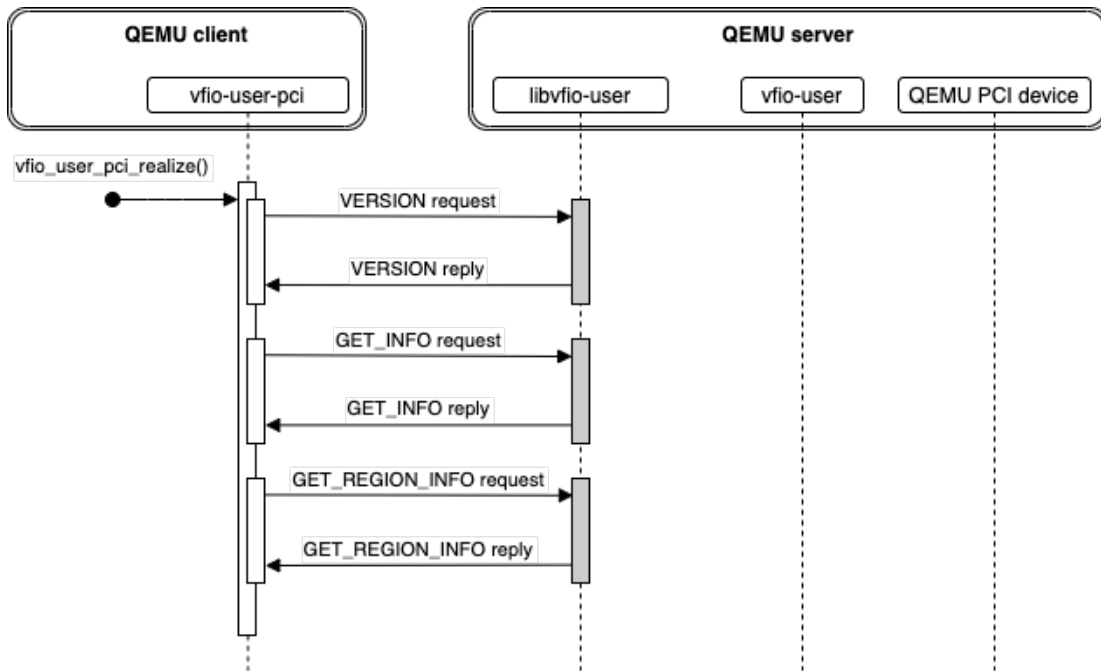 QEMU client
QEMU server
vfio-user-pci
libvfio-user
vfio-user
QEMU PCI device
vfio_user_pci_realize()
VERSION request
VERSION reply
GET_INFO request
GET_INFO reply
GET_REGION_INFO request
GET_REGION_INFO reply